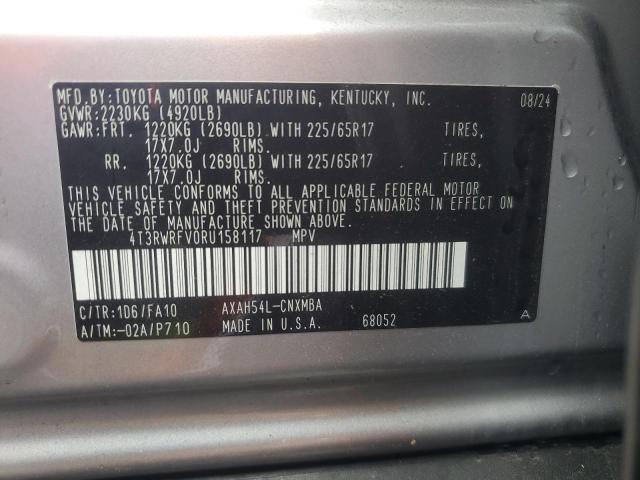 MFD.BY:TOYOTA MOTOR MANUFACTURING, KENTUCKY, INC. 08/24
GVWR:2230KG (4920LB)
GAWR:FRT. 1220KG (2690LB) WITH 225/65R17 TIRES,
17X7.0J RIMS.
RR. 1220KG (2690LB) WITH 225/65R17 TIRES,
17X7.0J RIMS.
THIS VEHICLE CONFORMS TO ALL APPLICABLE FEDERAL MOTOR
VEHICLE SAFETY AND THEFT PREVENTION STANDARDS IN EFFECT
ON THE DATE OF MANUFACTURE SHOWN ABOVE.
4T3RWRFV0RU158117 MPV
C/TR:1D6/FA10 AXAH54L-CNXMBA
A/TM:-02A/P710 MADE IN U.S.A. 68052 A